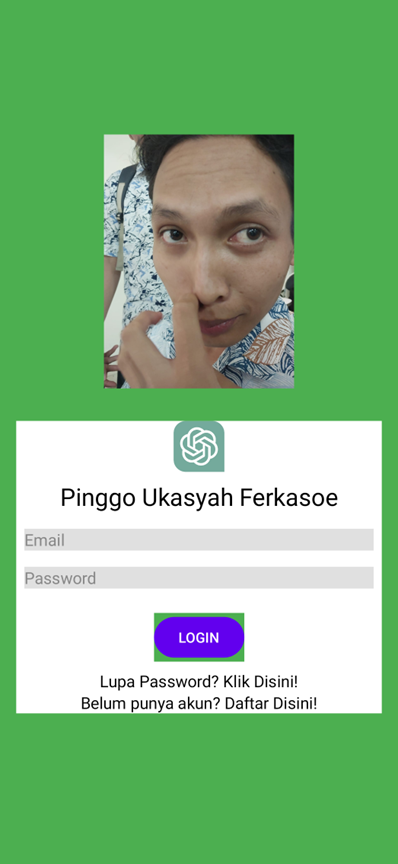 Pinggo Ukasyah Ferkasoe
Email
Password
LOGIN
Lupa Password? Klik Disini!
Belum punya akun? Daftar Disini!